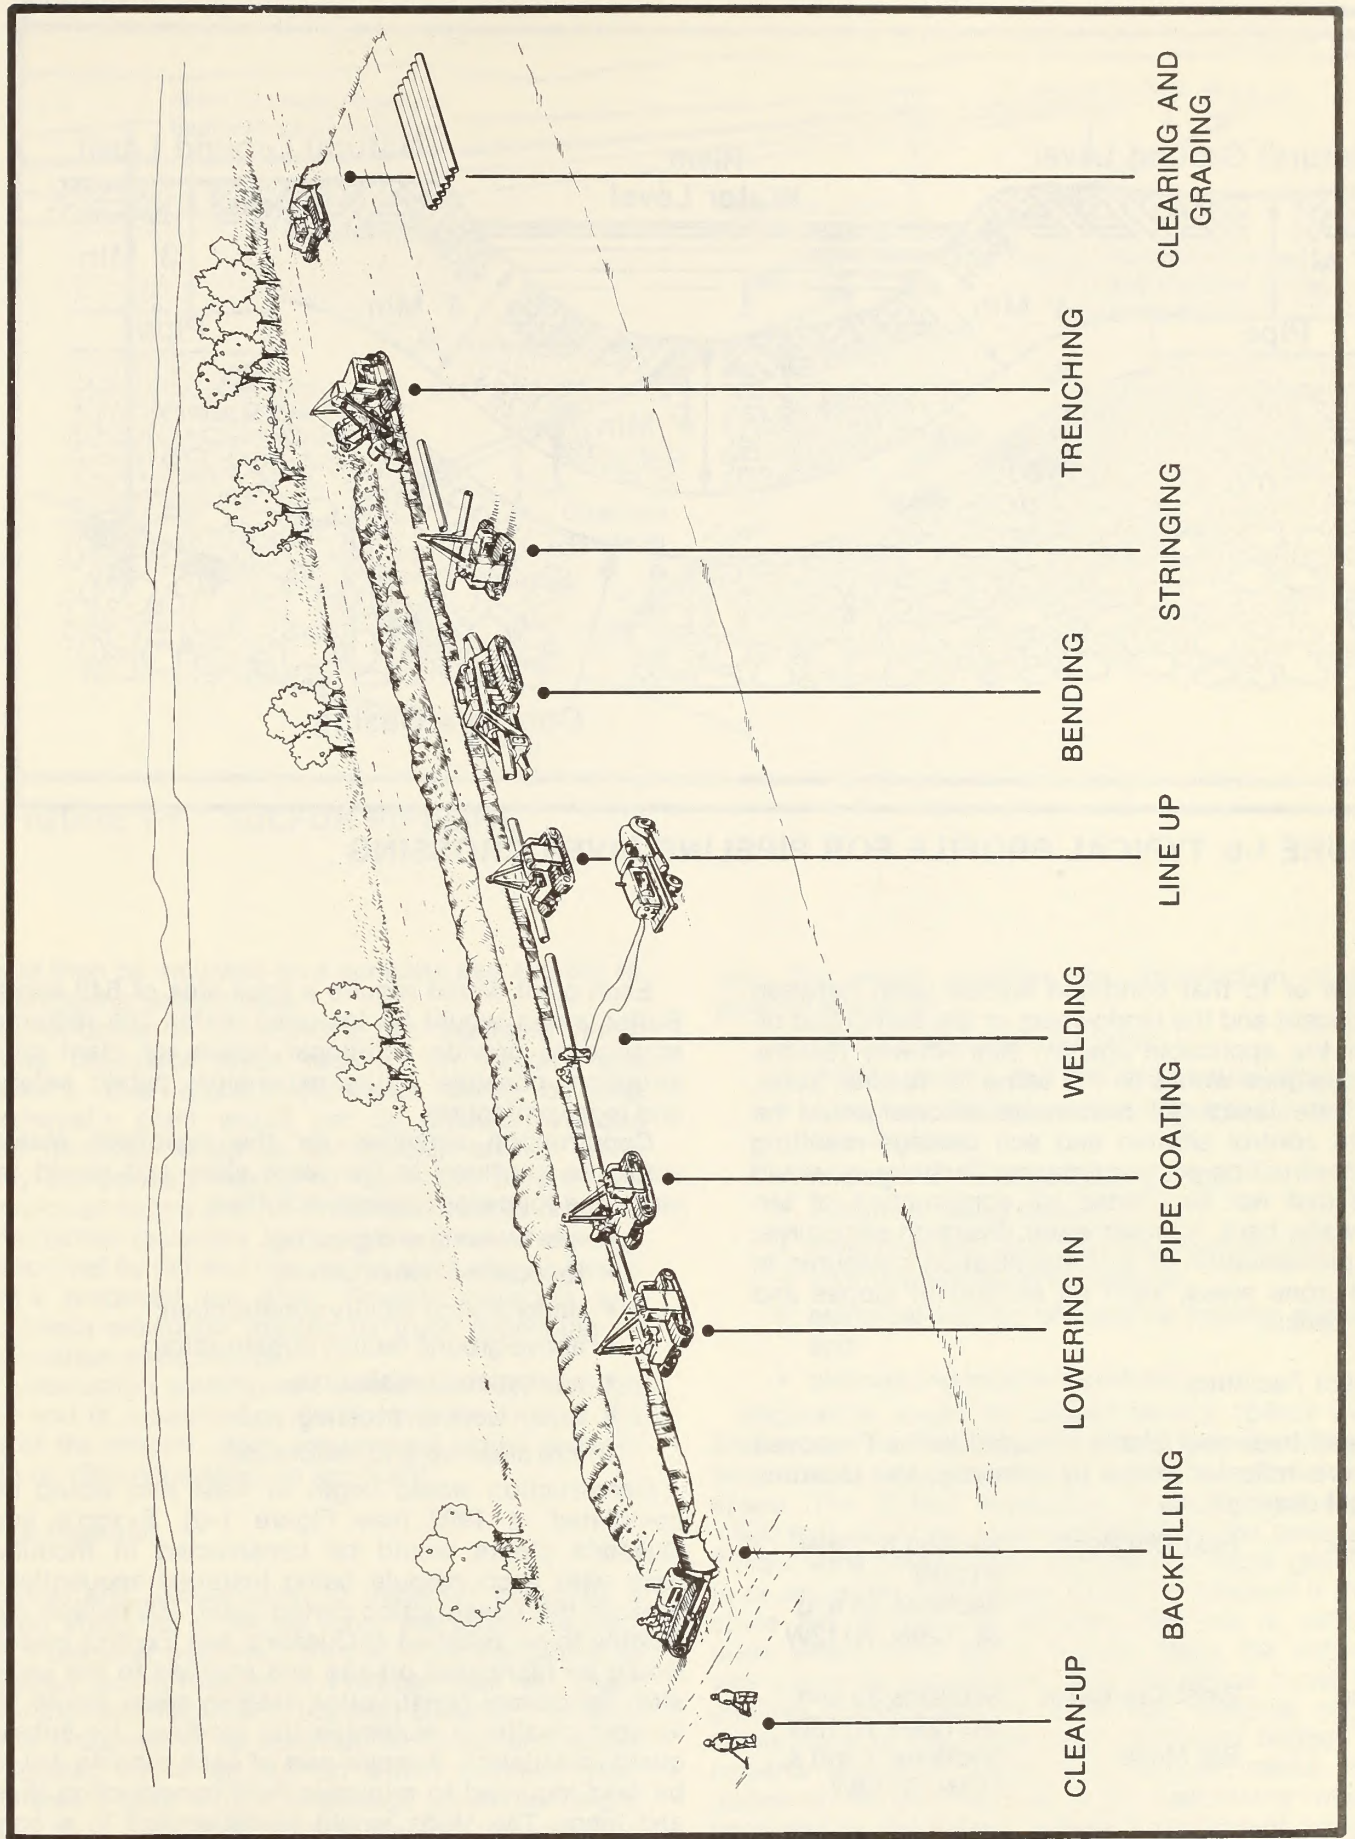 CLEAN-UP
BACKFILLING
LOWERING IN
PIPE COATING
WELDING
LINE UP
BENDING
STRINGING
TRENCHING
CLEARING AND
GRADING